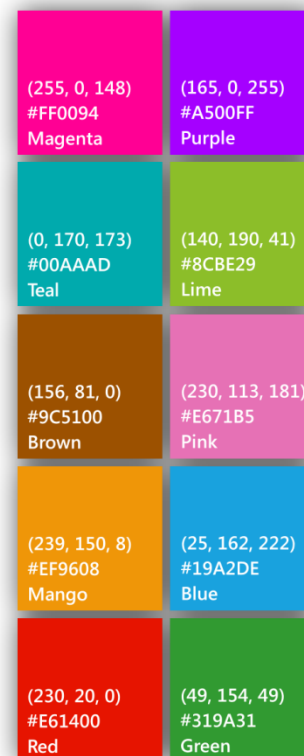 (255, 0, 148)
#FF0094
Magenta
(165, 0, 255)
#A500FF
Purple
(0, 170, 173)
#00AAAD
Teal
(140, 190, 41)
#8CBE29
Lime
(156, 81, 0)
#9C5100
Brown
(230, 113, 181)
#E671B5
Pink
(239, 150, 8)
#EF9608
Mango
(25, 162, 222)
#19A2DE
Blue
(230, 20, 0)
#E61400
Red
(49, 154, 49)
#319A31
Green